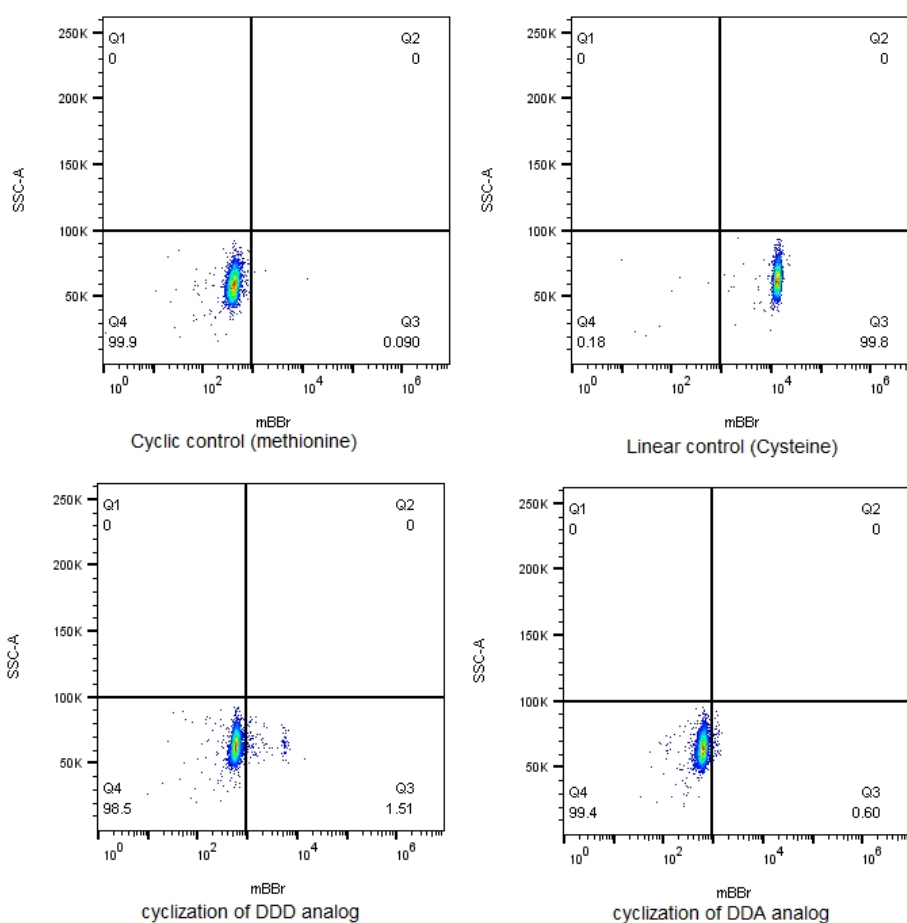 250K
200K
150K
100K
50K
SSC-A
Q1
0
Q2
0
Q4
99.9
Q3
0.090
10^0 10^2 10^4 10^6
mBBr
Cyclic control (methionine)
250K
200K
150K
100K
50K
SSC-A
Q1
0
Q2
0
Q4
0.18
Q3
99.8
10^0 10^2 10^4 10^6
mBBr
Linear control (Cysteine)
250K
200K
150K
100K
50K
SSC-A
Q1
0
Q2
0
Q4
98.5
Q3
1.51
10^0 10^2 10^4 10^6
mBBr
cyclization of DDD analog
250K
200K
150K
100K
50K
SSC-A
Q1
0
Q2
0
Q4
99.4
Q3
0.60
10^0 10^2 10^4 10^6
mBBr
cyclization of DDA analog